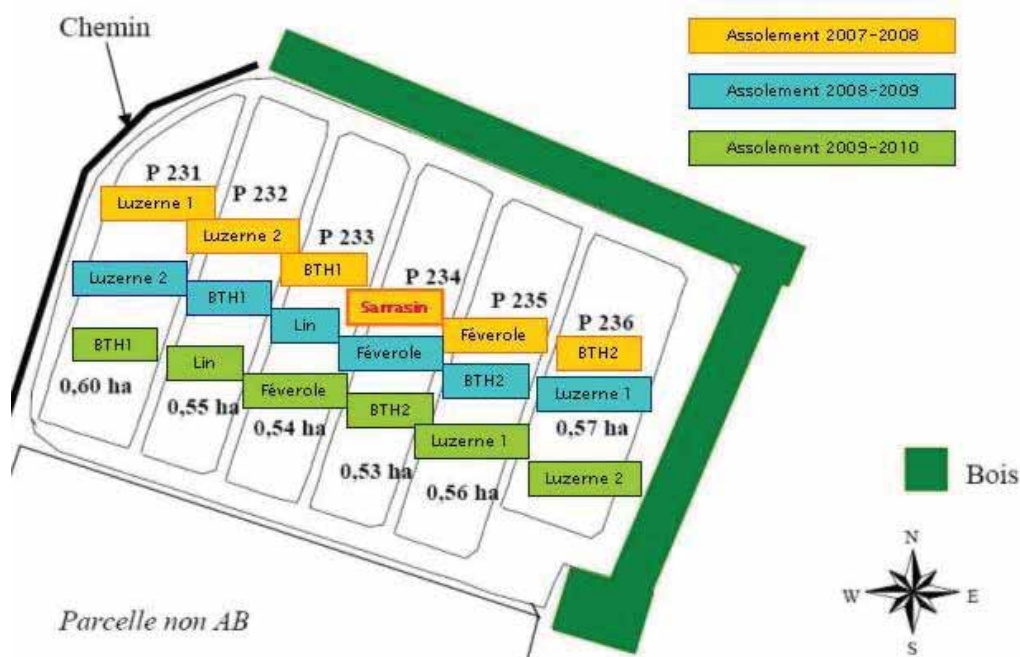 Chemin
Assolement 2007-2008
Assolement 2008-2009
Assolement 2009-2010
P 231
Luzerne 1
Luzerne 2
BTH1
0,60 ha
P 232
Luzerne 2
BTH1
Lin
0,55 ha
P 233
BTH1
Lin
Féverole
0,54 ha
P 234
Sarrasin
Féverole
BTH2
0,53 ha
P 235
Féverole
BTH2
Luzerne 1
0,56 ha
P 236
BTH2
Luzerne 1
0,57 ha
Luzerne 2
Bois
N
W
E
S
Parcelle non AB